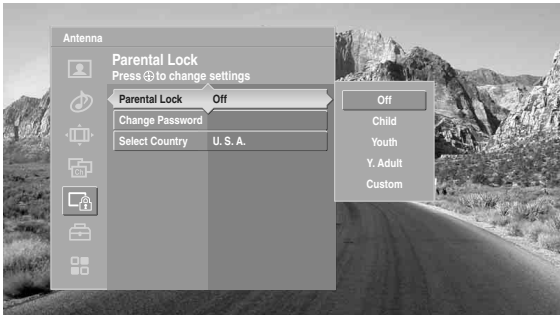 Antenna
Parental Lock
Press ⊕ to change settings
Parental Lock Off
Change Password
Select Country U. S. A.
Off
Child
Youth
Y. Adult
Custom
Ch